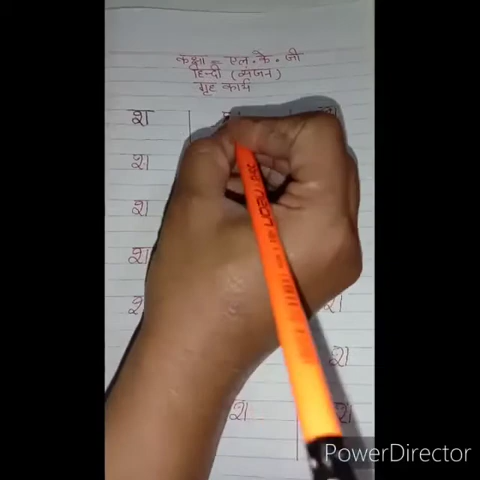 कक्षा = एल. के. जी
हिन्दी (व्यंजन)
गृह कार्य
श
श
श
श
श श
श
श श
PowerDirector